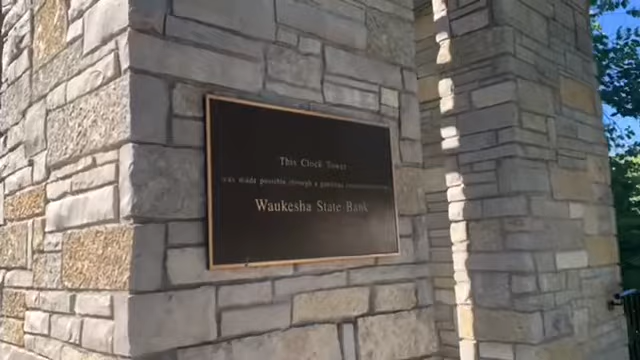 This Clock Tower
was made possible through a generous
Waukesha State Bank